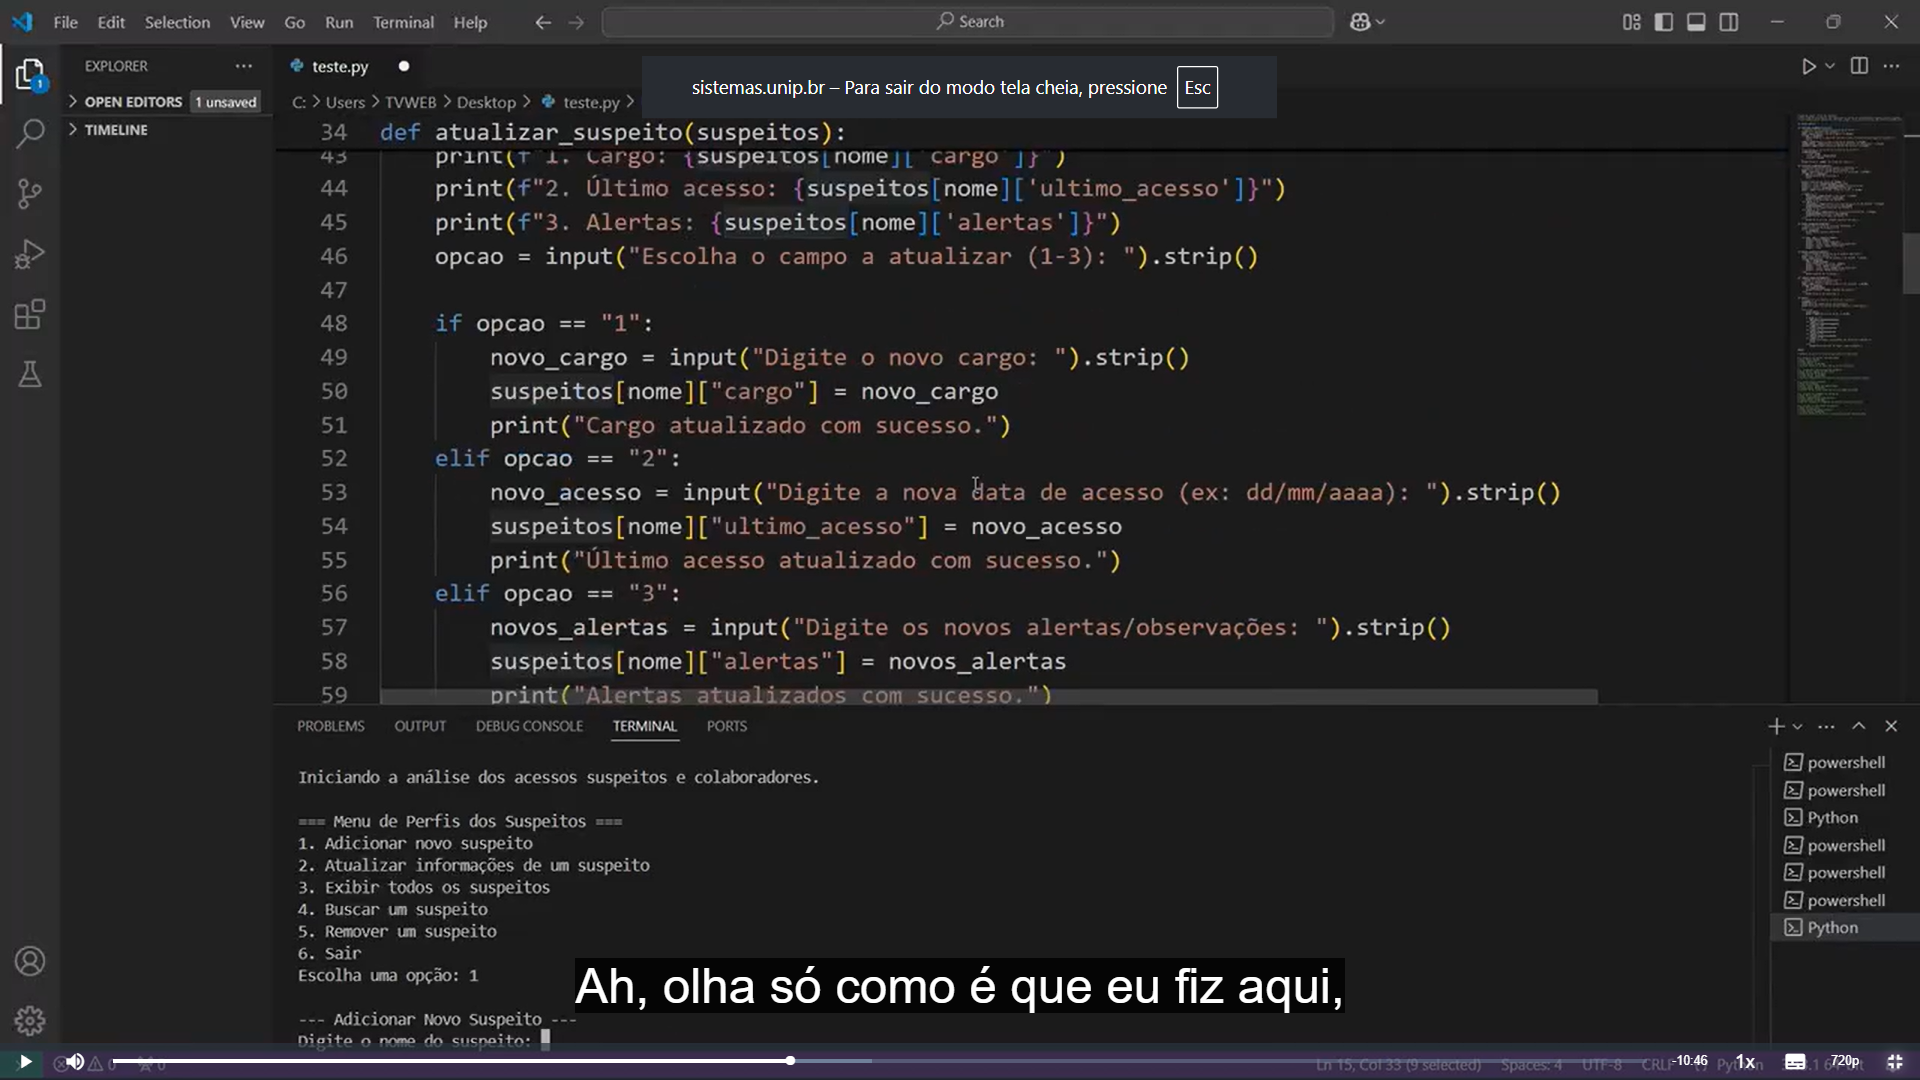 File Edit Selection View Go Run Terminal Help
Search
EXPLORER
OPEN EDITORS 1 unsaved
TIMELINE
1
teste.py
C: > Users > TVWEB > Desktop > teste.py >
sistemas.unip.br – Para sair do modo tela cheia, pressione Esc
34 def atualizar_suspeito(suspeitos):
43 print(f"1. Cargo: {suspeitos[nome]['cargo']}")
44 print(f"2. Último acesso: {suspeitos[nome]['ultimo_acesso']}")
45 print(f"3. Alertas: {suspeitos[nome]['alertas']}")
46 opcao = input("Escolha o campo a atualizar (1-3): ").strip()
47
48 if opcao == "1":
49 novo_cargo = input("Digite o novo cargo: ").strip()
50 suspeitos[nome]["cargo"] = novo_cargo
51 print("Cargo atualizado com sucesso.")
52 elif opcao == "2":
53 novo_acesso = input("Digite a nova data de acesso (ex: dd/mm/aaaa): ").strip()
54 suspeitos[nome]["ultimo_acesso"] = novo_acesso
55 print("Último acesso atualizado com sucesso.")
56 elif opcao == "3":
57 novos_alertas = input("Digite os novos alertas/observações: ").strip()
58 suspeitos[nome]["alertas"] = novos_alertas
59 print("Alertas atualizados com sucesso.")
PROBLEMS OUTPUT DEBUG CONSOLE TERMINAL PORTS
Iniciando a análise dos acessos suspeitos e colaboradores.
=== Menu de Perfis dos Suspeitos ===
1. Adicionar novo suspeito
2. Atualizar informações de um suspeito
3. Exibir todos os suspeitos
4. Buscar um suspeito
5. Remover um suspeito
6. Sair
Escolha uma opção: 1
--- Adicionar Novo Suspeito ---
Digite o nome do suspeito:
powershell
powershell
Python
powershell
powershell
powershell
Python
Ah, olha só como é que eu fiz aqui,
0 0 0 Ln 15, Col 33 (9 selected) Spaces: 4 UTF-8 CRLF Python
-10:46 1x 720p